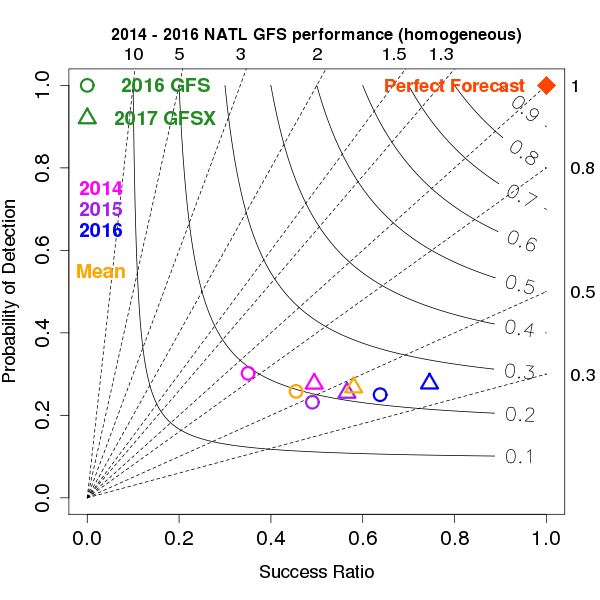 2014 - 2016 NATL GFS performance (homogeneous)
10 5 3 2 1.5 1.3
2016 GFS
2017 GFSX
Perfect Forecast
2014
2015
2016
Mean
1
0.8
0.5
0.3
0.9
0.8
0.7
0.6
0.5
0.4
0.3
0.2
0.1
1.0
0.8
0.6
0.4
0.2
0.0
Probability of Detection
0.0 0.2 0.4 0.6 0.8 1.0
Success Ratio